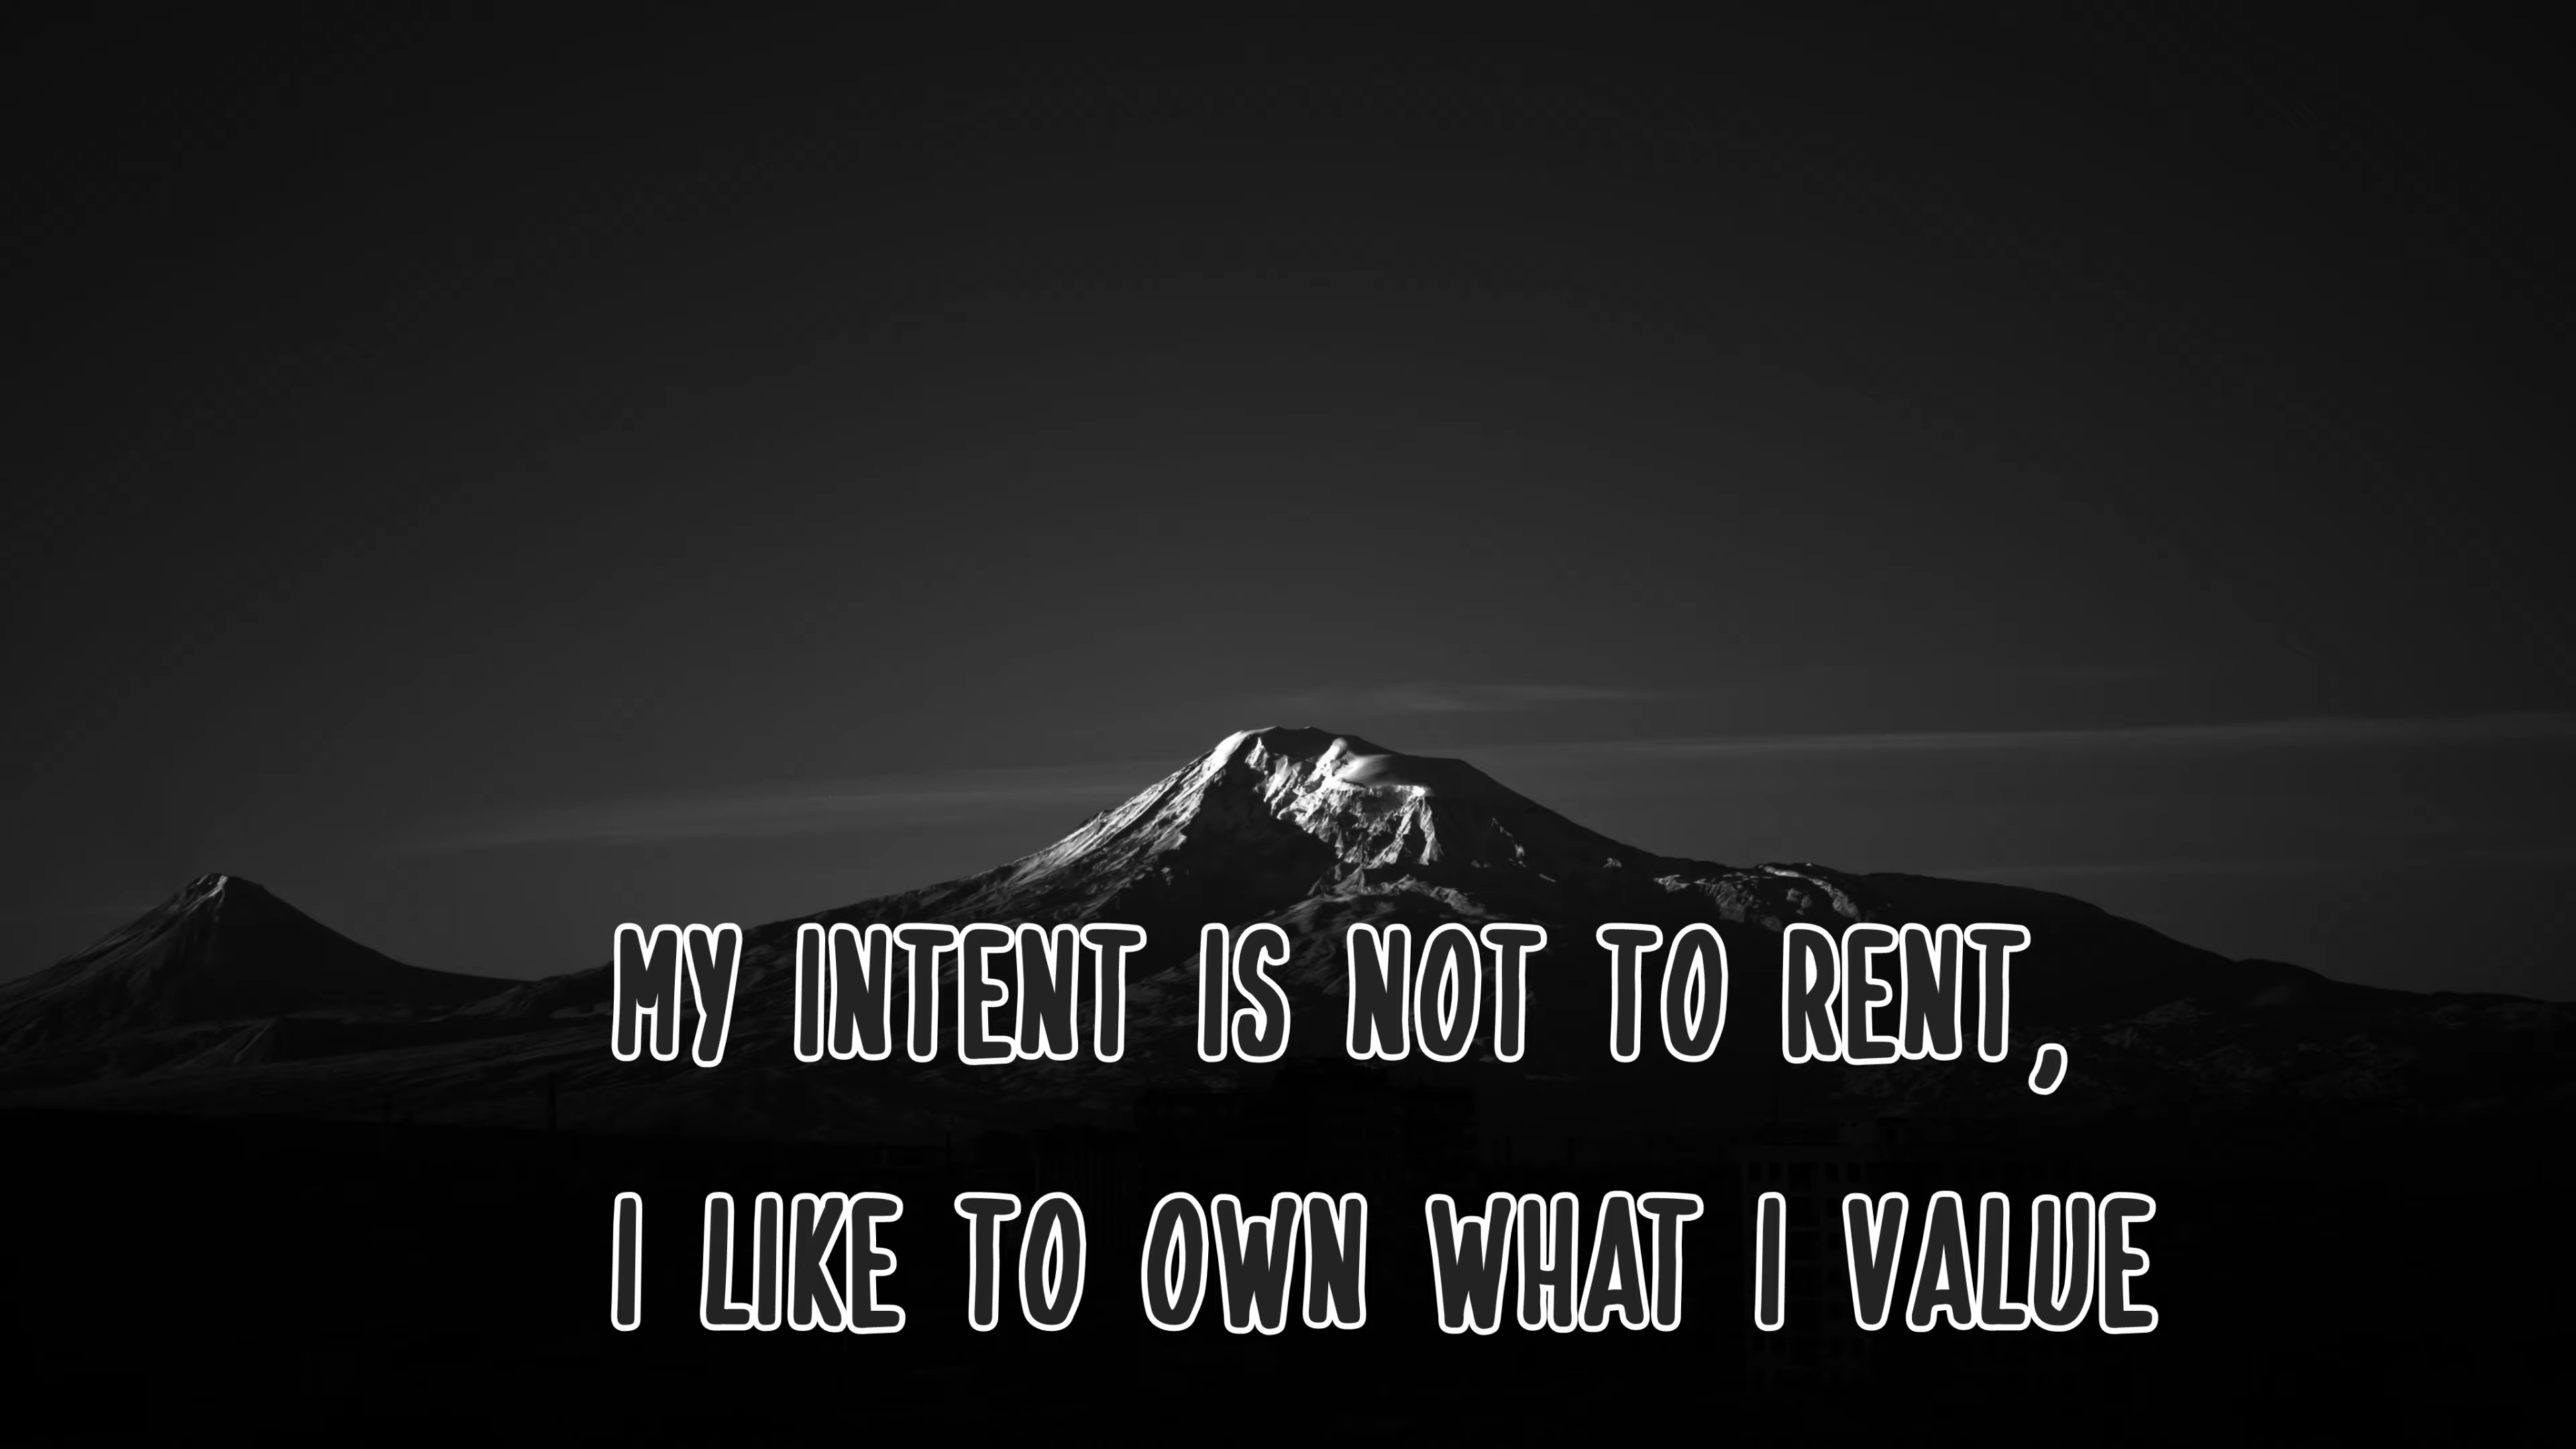 MY INTENT IS NOT TO RENT,
I LIKE TO OWN WHAT I VALUE